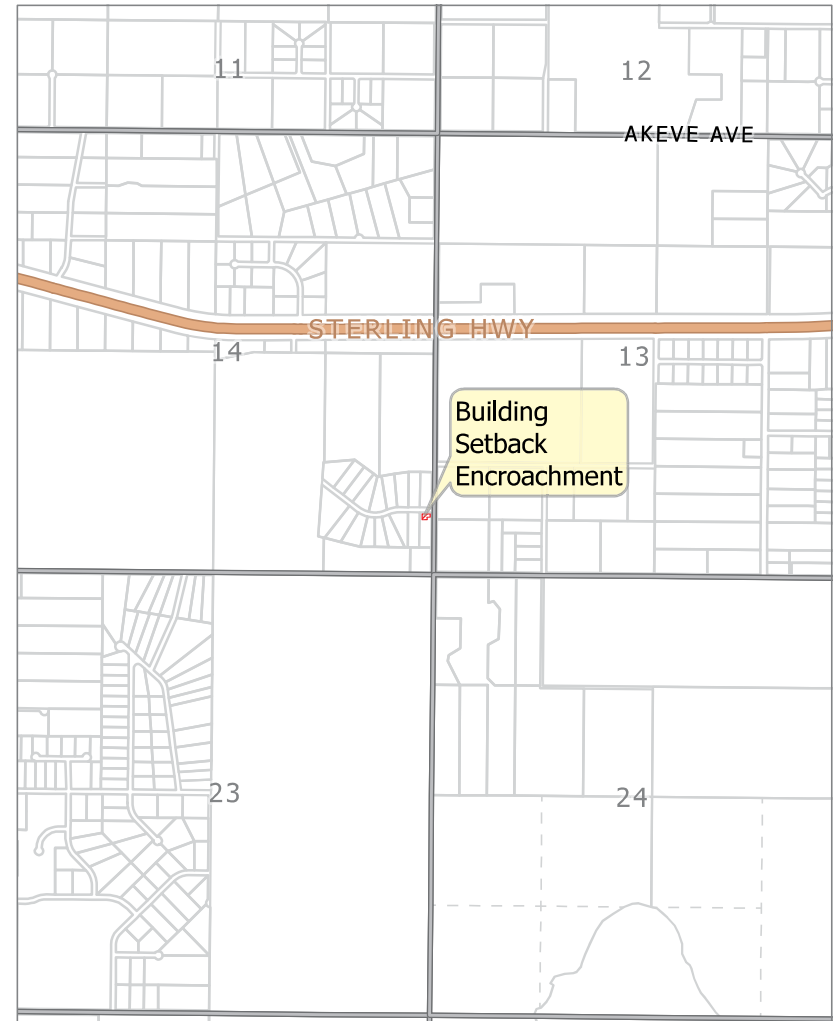 11
12
AKEVE AVE
STERLING HWY
14
13
Building
Setback
Encroachment
23
24